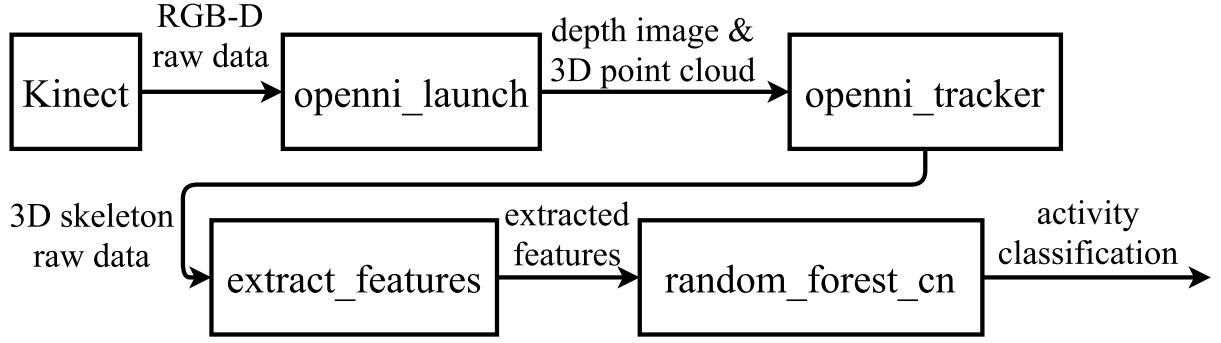 RGB-D
raw data
Kinect
openni_launch
depth image &
3D point cloud
openni_tracker
3D skeleton
raw data
extract_features
extracted
features
random_forest_cn
activity
classification